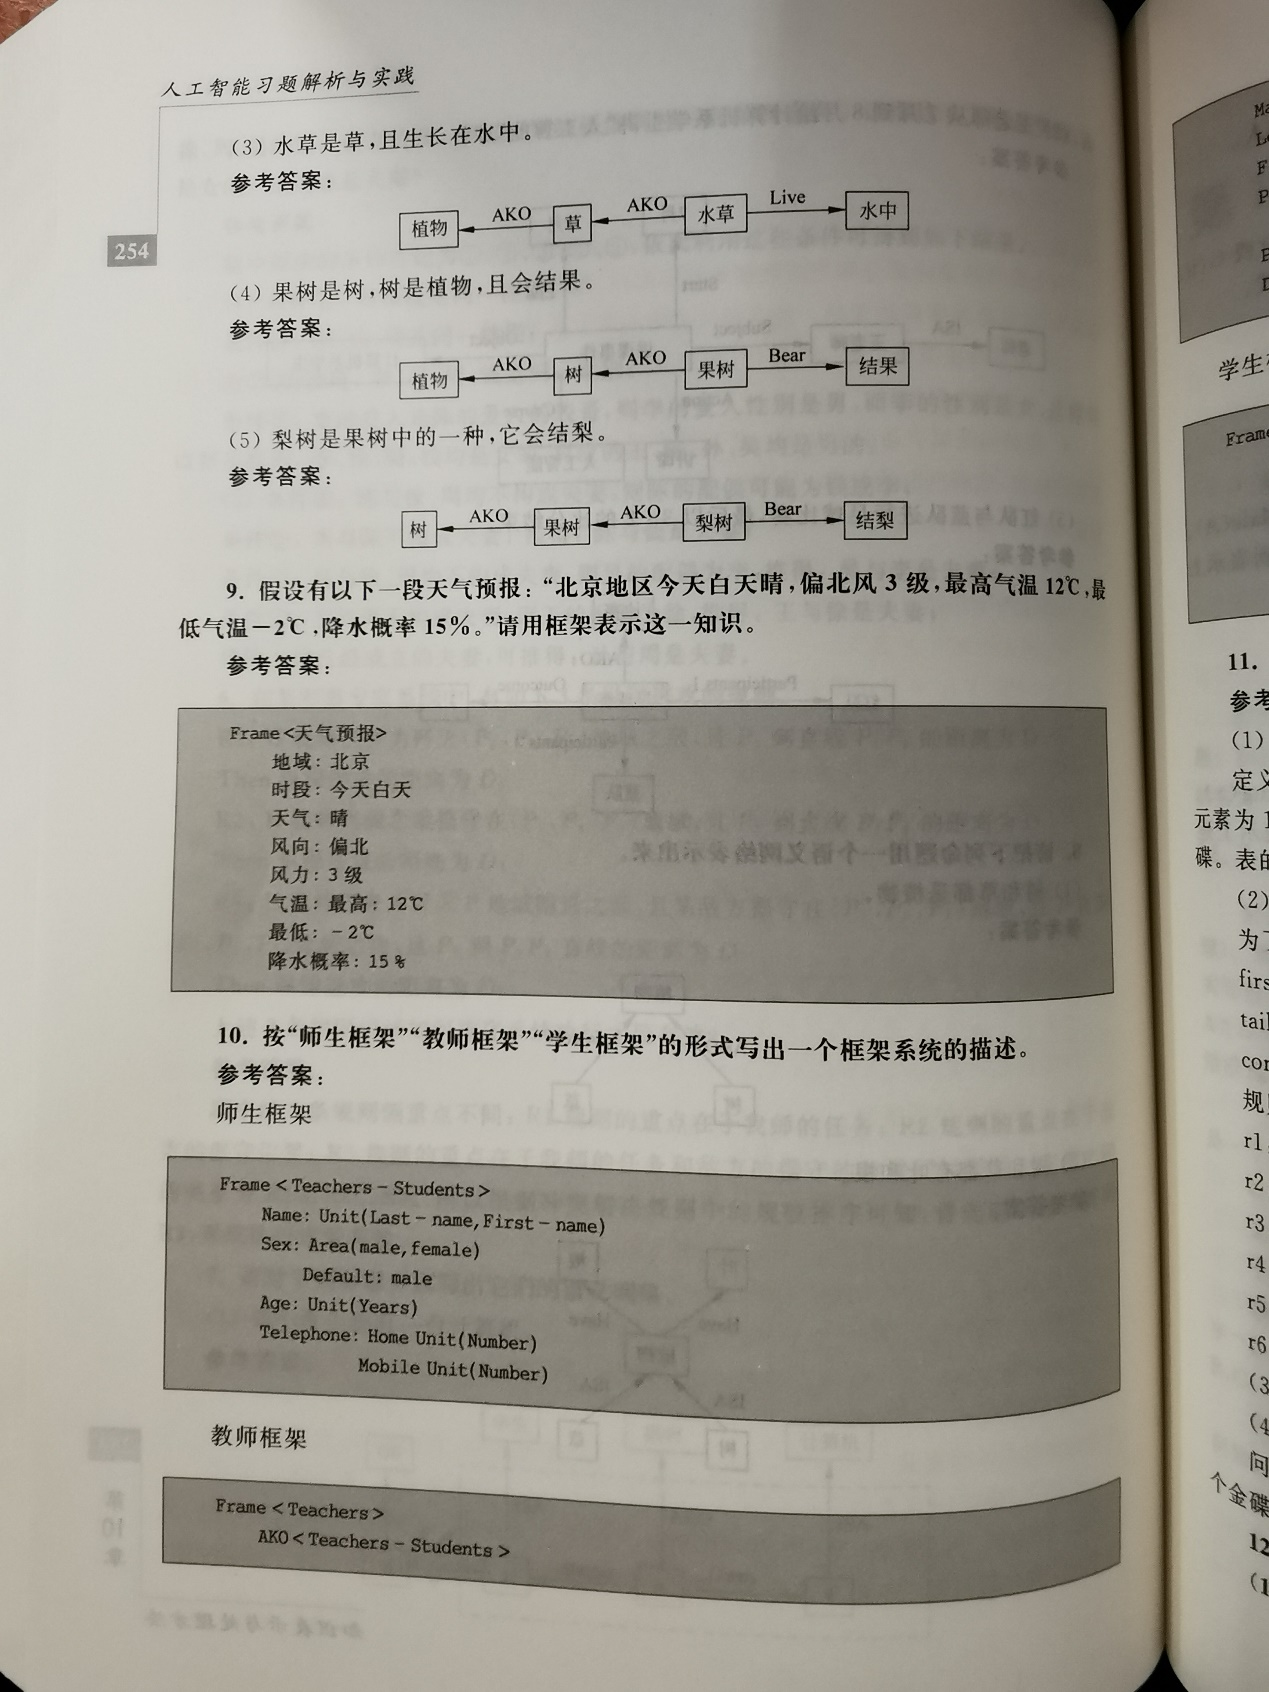 人工智能习题解析与实践
254
(3) 水草是草,且生长在水中。
参考答案:
植物 AKO 草 AKO 水草 Live 水中
(4) 果树是树,树是植物,且会结果。
参考答案:
植物 AKO 树 AKO 果树 Bear 结果
(5) 梨树是果树中的一种,它会结梨。
参考答案:
树 AKO 果树 AKO 梨树 Bear 结梨
9. 假设有以下一段天气预报:“北京地区今天白天晴,偏北风 3 级,最高气温 12℃,最
低气温-2℃,降水概率 15%。”请用框架表示这一知识。
参考答案:
Frame<天气预报>
地域: 北京
时段: 今天白天
天气: 晴
风向: 偏北
风力: 3 级
气温: 最高: 12℃
最低: -2℃
降水概率: 15%
10. 按“师生框架”“教师框架”“学生框架”的形式写出一个框架系统的描述。
参考答案:
师生框架
Frame < Teachers - Students >
Name: Unit(Last - name,First - name)
Sex: Area(male,female)
Default: male
Age: Unit(Years)
Telephone: Home Unit(Number)
Mobile Unit(Number)
教师框架
Frame < Teachers >
AKO < Teachers - Students >
学生
Frame
11.
参考
(1)
定义
元素为 1
碟。表的
(2)
为了
firs
tail
con
规则
r1
r2
r3
r4
r5
r6
(3
(4
问
个金碟
12
(1